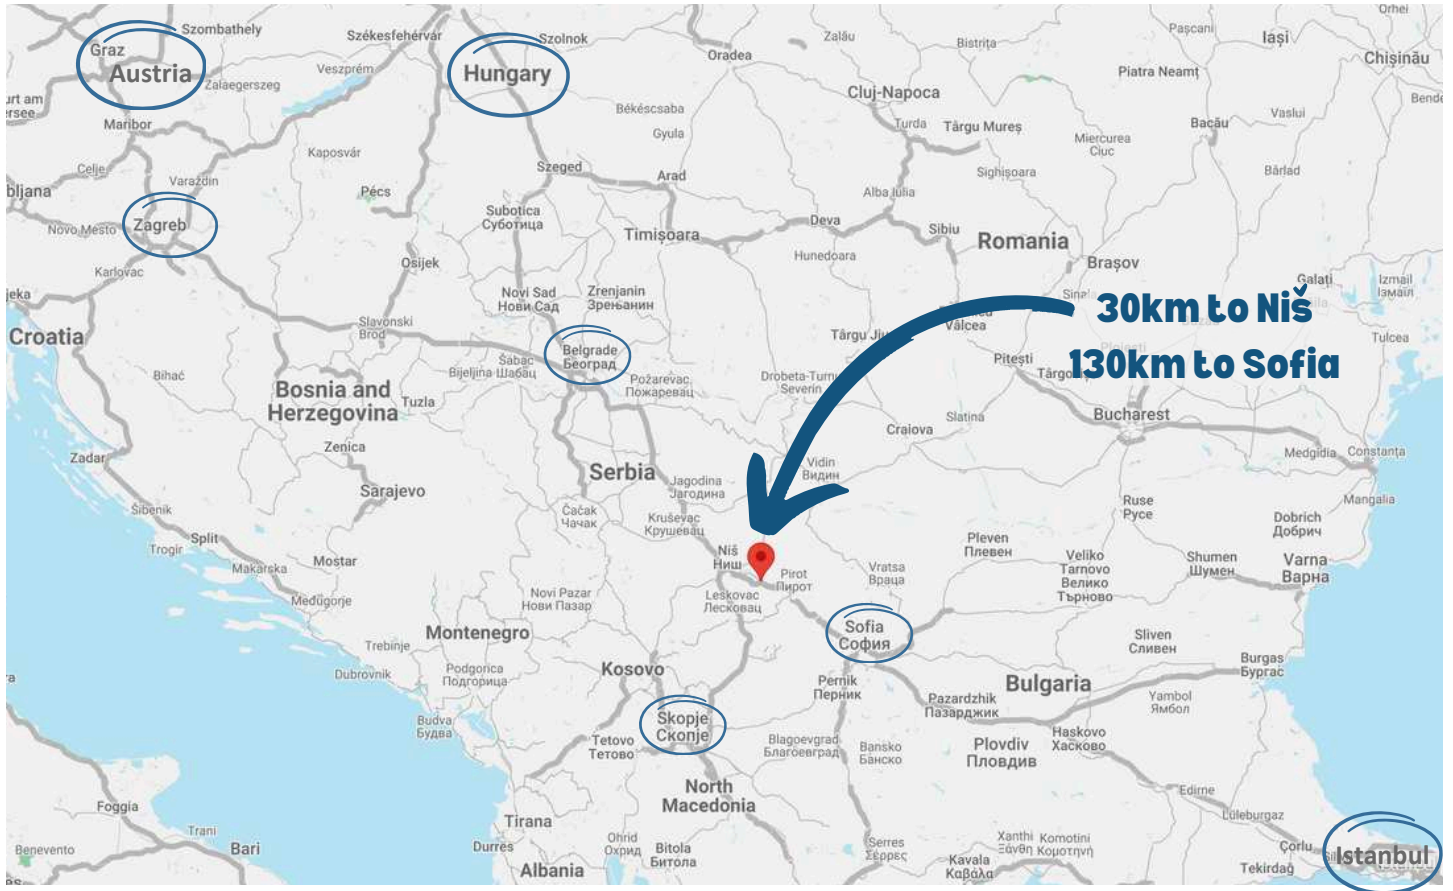 Orhei
Szombathely
Székesfehérvár
Szolnok
Zalău
Bistrița
Pașcani
Iași
Graz
Austria
Oradea
Chișinău
Veszprém
Hungary
Piatra Neamț
Zalaegerszeg
Cluj-Napoca
Bende
urt am
rsee
Maribor
Békéscsaba
Gyula
Turda
Târgu Mureș
Bacău
Vaslui
Miercurea
Ciuc
Kaposvár
Celje
Szeged
Arad
Sighișoara
Bârlad
Varaždin
bljana
Pécs
Alba Iulia
Subotica
Суботица
Novo Mesto
Zagreb
Timișoara
Deva
Sibiu
Romania
Hunedoara
Brașov
Osijek
Karlovac
Galați
Izmail
Ізмаїл
jeka
Novi Sad
Нови Сад
Zrenjanin
Зрењанин
Sina
30km to Niš
Vâlcea
Slavonski
Brod
Croatia
Târgu Jiu
Tulcea
Belgrade
Београд
Šabac
Шабац
Bijeljina
Pitești
130km to Sofia
Târgo
Bihać
Požarevac
Пожаревац
Drobeta-Turnu
Severin
Bosnia and
Herzegovina
Tuzla
Bucharest
Slatina
Craiova
Zenica
Medgidia
Constanța
Zadar
Vidin
Видин
Serbia
Jagodina
Јагодина
Sarajevo
Mangalia
Ruse
Русе
Šibenik
Čačak
Чачак
Kruševac
Крушевац
Dobrich
Добрич
Split
Trogir
Pleven
Плевен
Mostar
Makarska
Niš
Ниш
Veliko
Tarnovo
Велико
Търново
Shumen
Шумен
Varna
Варна
Pirot
Пирот
Vratsa
Враца
Međugorje
Novi Pazar
Нови Пазар
Leskovac
Лесковац
Montenegro
Sofia
София
Sliven
Сливен
Trebinje
Dubrovnik
Podgorica
Подгорица
Kosovo
Burgas
Бургас
Pernik
Перник
Bulgaria
Pazardzhik
Пазарджик
Yambol
Ямбол
Budva
Будва
Skopje
Скопје
Tetovo
Тетово
Blagoevgrad
Благоевград
Bansko
Банско
Plovdiv
Пловдив
Haskovo
Хасково
North
Macedonia
Edirne
Foggia
Tirana
Lüleburgaz
Trani
Bari
Durrës
Ohrid
Охрид
Bitola
Битола
Serres
Σέρρες
Xanthi
Ξάνθη
Komotini
Κομοτηνή
Benevento
Çorlu
Istanbul
Albania
Kavala
Καβάλα
Tekirdağ